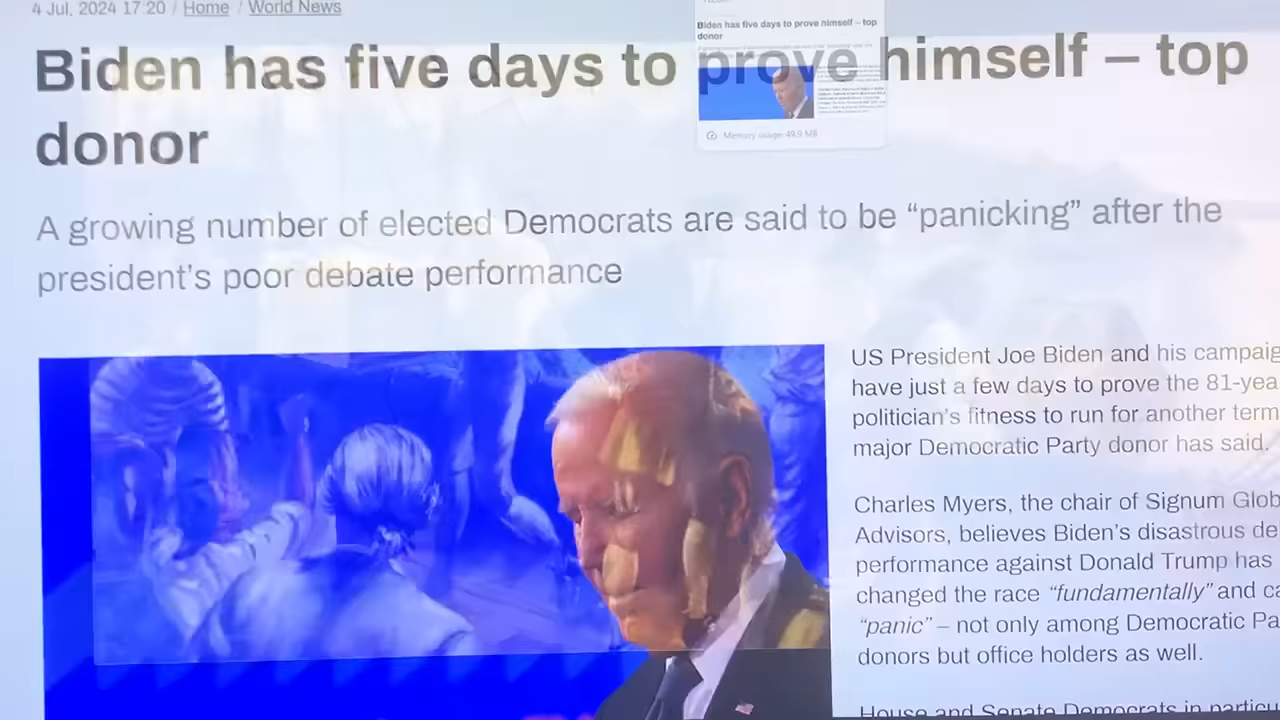 4 Jul, 2024 17:20 / Home / World News
Biden has five days to prove himself – top
donor
Biden has five days to prove himself – top
donor
Memory usage: 49.9 MB
A growing number of elected Democrats are said to be “panicking” after the
president's poor debate performance
US President Joe Biden and his campaig
have just a few days to prove the 81-yea
politician's fitness to run for another term
major Democratic Party donor has said.
Charles Myers, the chair of Signum Glob
Advisors, believes Biden's disastrous de
performance against Donald Trump has
changed the race “fundamentally” and ca
“panic” – not only among Democratic Pa
donors but office holders as well.
House and Senate Democrats in particu